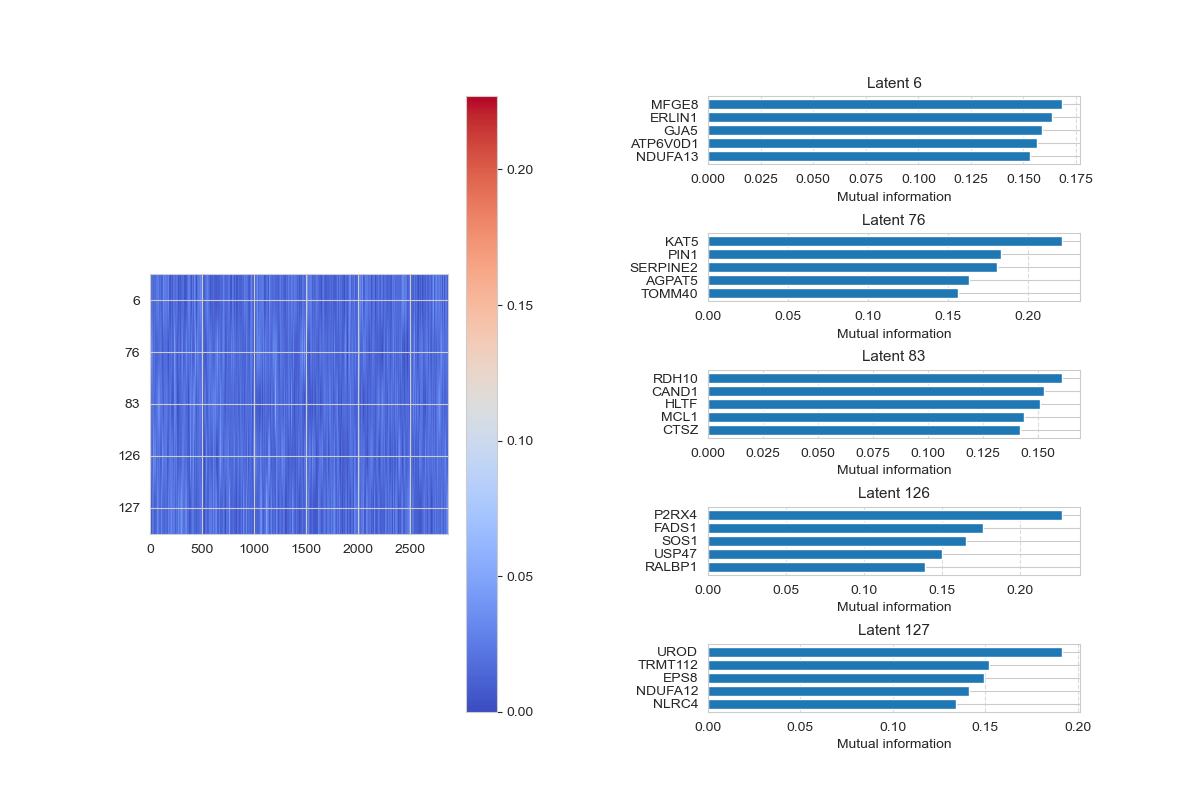 6
76
83
126
127
0 500 1000 1500 2000 2500
0.20
0.15
0.10
0.05
0.00
Latent 6
MFGE8
ERLIN1
GJA5
ATP6V0D1
NDUFA13
0.000 0.025 0.050 0.075 0.100 0.125 0.150 0.175
Mutual information
Latent 76
KAT5
PIN1
SERPINE2
AGPAT5
TOMM40
0.00 0.05 0.10 0.15 0.20
Mutual information
Latent 83
RDH10
CAND1
HLTF
MCL1
CTSZ
0.000 0.025 0.050 0.075 0.100 0.125 0.150
Mutual information
Latent 126
P2RX4
FADS1
SOS1
USP47
RALBP1
0.00 0.05 0.10 0.15 0.20
Mutual information
Latent 127
UROD
TRMT112
EPS8
NDUFA12
NLRC4
0.00 0.05 0.10 0.15 0.20
Mutual information